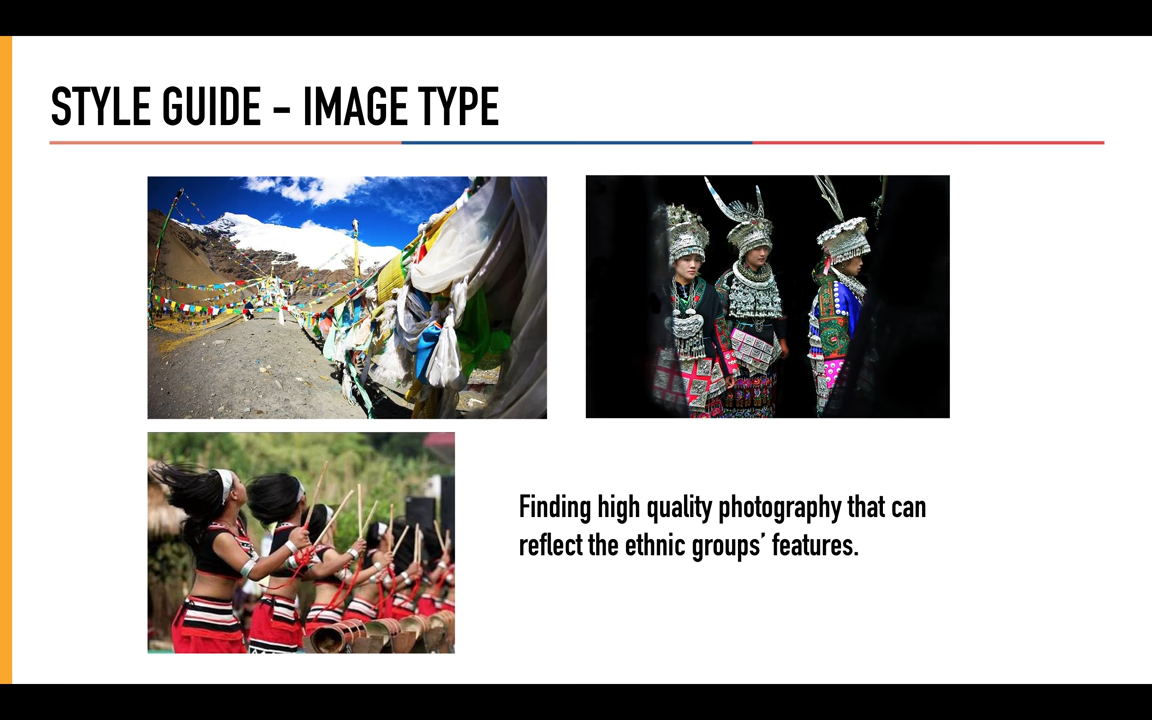 STYLE GUIDE – IMAGE TYPE
Finding high quality photography that can
reflect the ethnic groups’ features.